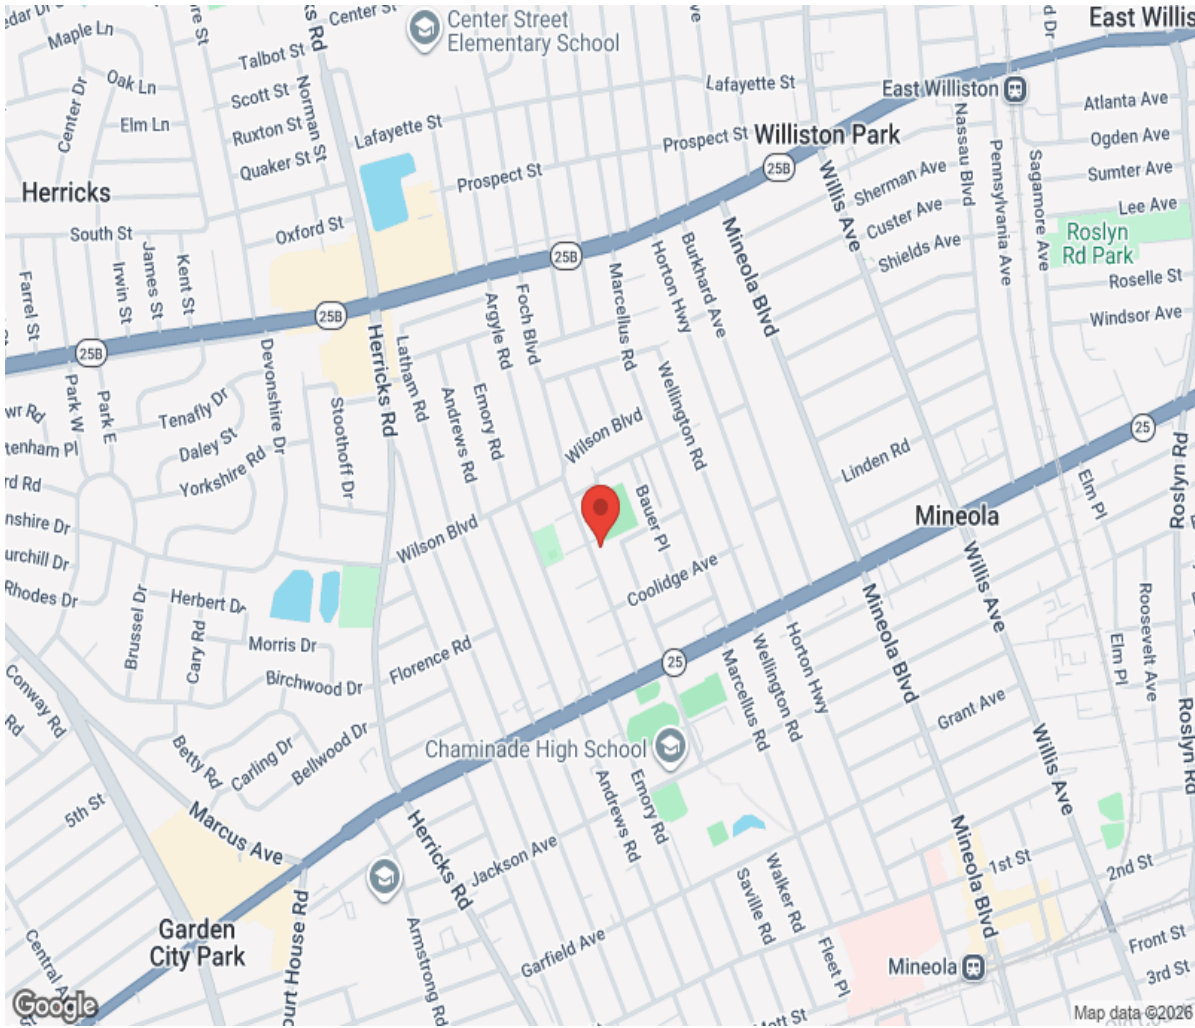 Center St
Center Street
Elementary School
East Willis
Maple Ln
Talbot St
Herricks Rd
Oak Ln
Scott St
Norman St
Lafayette St
East Williston
Atlanta Ave
Center Dr
Elm Ln
Ruxton St
Lafayette St
Prospect St
Williston Park
Nassau Blvd
Pennsylvania Ave
Sagamore Ave
Ogden Ave
Quaker St
Prospect St
25B
Willis Ave
Sherman Ave
Sumter Ave
Herricks
Custer Ave
Lee Ave
South St
Oxford St
Shields Ave
Roslyn
Rd Park
Farrel St
Irwin St
James St
Kent St
25B
Marcellus Rd
Horton Hwy
Burkhard Ave
Mineola Blvd
Roselle St
25B
Argyle Rd
Foch Blvd
Windsor Ave
25B
Devonshire Dr
Herricks Rd
Latham Rd
Park W
Park E
Tenafly Dr
Stoothoff Dr
Andrews Rd
Emory Rd
Wilson Blvd
Wellington Rd
25
Daley St
Linden Rd
Roslyn Rd
Yorkshire Rd
Elm Pl
Wilson Blvd
Bauer Pl
Mineola
Rhodes Dr
Herbert Dr
Coolidge Ave
Willis Ave
Brussel Dr
Cary Rd
Morris Dr
Florence Rd
Mineola Blvd
Roosevelt Ave
Elm Pl
Conway Rd
Birchwood Dr
25
Marcellus Rd
Wellington Rd
Horton Hwy
Rd
Betty Rd
Carling Dr
Bellwood Dr
Chaminade High School
Grant Ave
Willis Ave
Roslyn Rd
5th St
Marcus Ave
Herricks Rd
Andrews Rd
Emory Rd
Jackson Ave
Mineola Blvd
1st St
2nd St
Garden
City Park
Saville Rd
Walker Rd
Armstrong Rd
Garfield Ave
Fleet Pl
Front St
Mineola
3rd St
Google
Map data ©2026